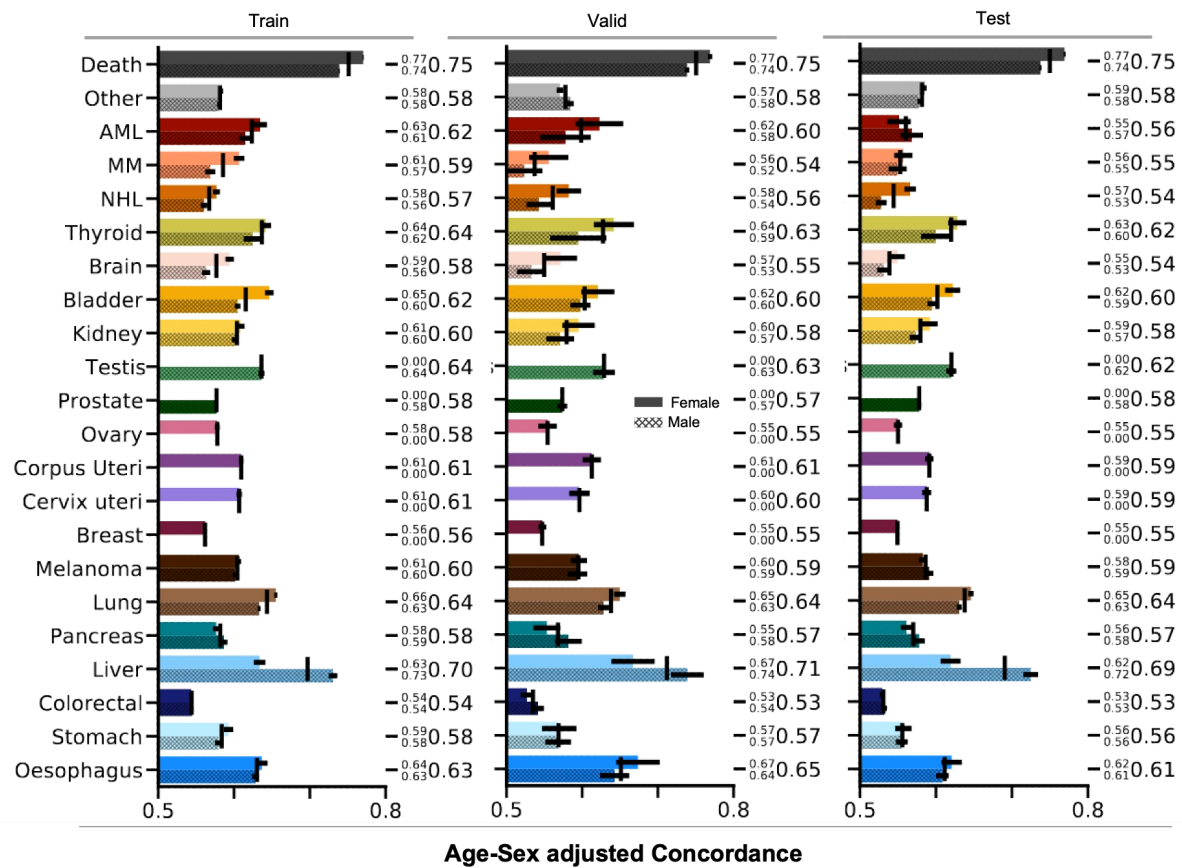 Train Valid Test
Death 0.77 0.74 0.75 0.77 0.74 0.75 0.77 0.74 0.75
Other 0.58 0.58 0.58 0.57 0.58 0.58 0.59 0.58 0.58
AML 0.63 0.61 0.62 0.62 0.58 0.60 0.55 0.57 0.56
MM 0.61 0.57 0.59 0.56 0.52 0.54 0.56 0.55 0.55
NHL 0.58 0.56 0.57 0.58 0.54 0.56 0.57 0.53 0.54
Thyroid 0.64 0.62 0.64 0.64 0.59 0.63 0.63 0.60 0.62
Brain 0.59 0.56 0.58 0.57 0.53 0.55 0.55 0.53 0.54
Bladder 0.65 0.60 0.62 0.62 0.60 0.60 0.62 0.59 0.60
Kidney 0.61 0.60 0.60 0.60 0.57 0.58 0.59 0.57 0.58
Testis 0.00 0.64 0.64 0.00 0.63 0.63 0.00 0.62 0.62
Prostate 0.00 0.58 0.58 0.00 0.57 0.57 0.00 0.58 0.58
Female
Male
Ovary 0.58 0.00 0.58 0.55 0.00 0.55 0.55 0.00 0.55
Corpus Uteri 0.61 0.00 0.61 0.61 0.00 0.61 0.59 0.00 0.59
Cervix uteri 0.61 0.00 0.61 0.60 0.00 0.60 0.59 0.00 0.59
Breast 0.56 0.00 0.56 0.55 0.00 0.55 0.55 0.00 0.55
Melanoma 0.61 0.60 0.60 0.60 0.59 0.59 0.58 0.59 0.59
Lung 0.66 0.63 0.64 0.65 0.63 0.64 0.65 0.63 0.64
Pancreas 0.58 0.59 0.58 0.55 0.58 0.57 0.56 0.58 0.57
Liver 0.63 0.73 0.70 0.67 0.74 0.71 0.62 0.72 0.69
Colorectal 0.54 0.54 0.54 0.53 0.54 0.53 0.53 0.53 0.53
Stomach 0.59 0.58 0.58 0.57 0.57 0.57 0.56 0.56 0.56
Oesophagus 0.64 0.63 0.63 0.67 0.64 0.65 0.62 0.61 0.61
0.5 0.8 0.5 0.8 0.5 0.8
Age-Sex adjusted Concordance